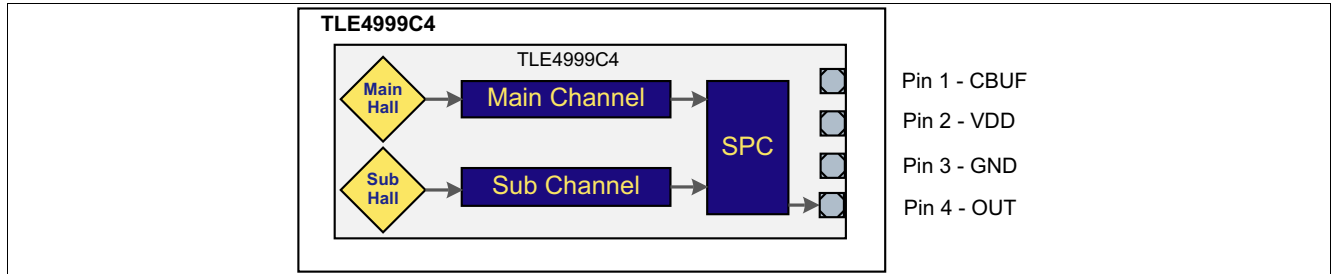 TLE4999C4
TLE4999C4
Main
Hall
Main Channel
Sub
Hall
Sub Channel
SPC
Pin 1 - CBUF
Pin 2 - VDD
Pin 3 - GND
Pin 4 - OUT